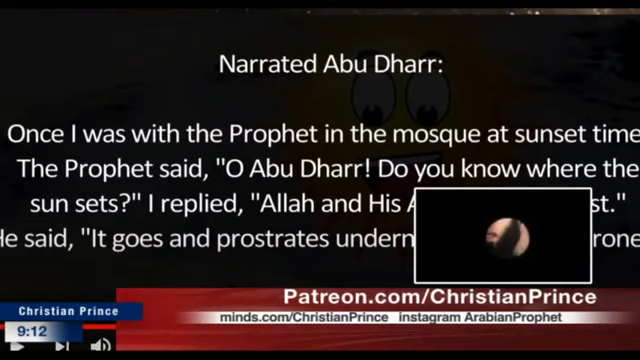 Narrated Abu Dharr:
Once I was with the Prophet in the mosque at sunset time
The Prophet said, "O Abu Dharr! Do you know where the
sun sets?" I replied, "Allah and His st."
He said, "It goes and prostrates rone
Patreon.com/ChristianPrince
Christian Prince
minds.com/ChristianPrince instagram ArabianProphet
9:12